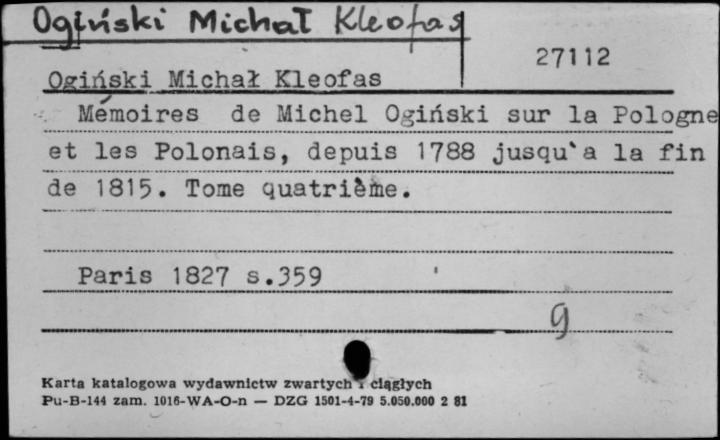 Ogiński Michał Kleofas
27112
Ogiński Michał Kleofas
Mémoires de Michel Ogiński sur la Pologne
et les Polonais, depuis 1788 jusqu'a la fin
de 1815. Tome quatrième.
Paris 1827 s.359
g
Karta katalogowa wydawnictw zwartych i ciągłych
Pu-B-144 zam. 1016-WA-O-n — DZG 1501-4-79 5.050.000 2 81